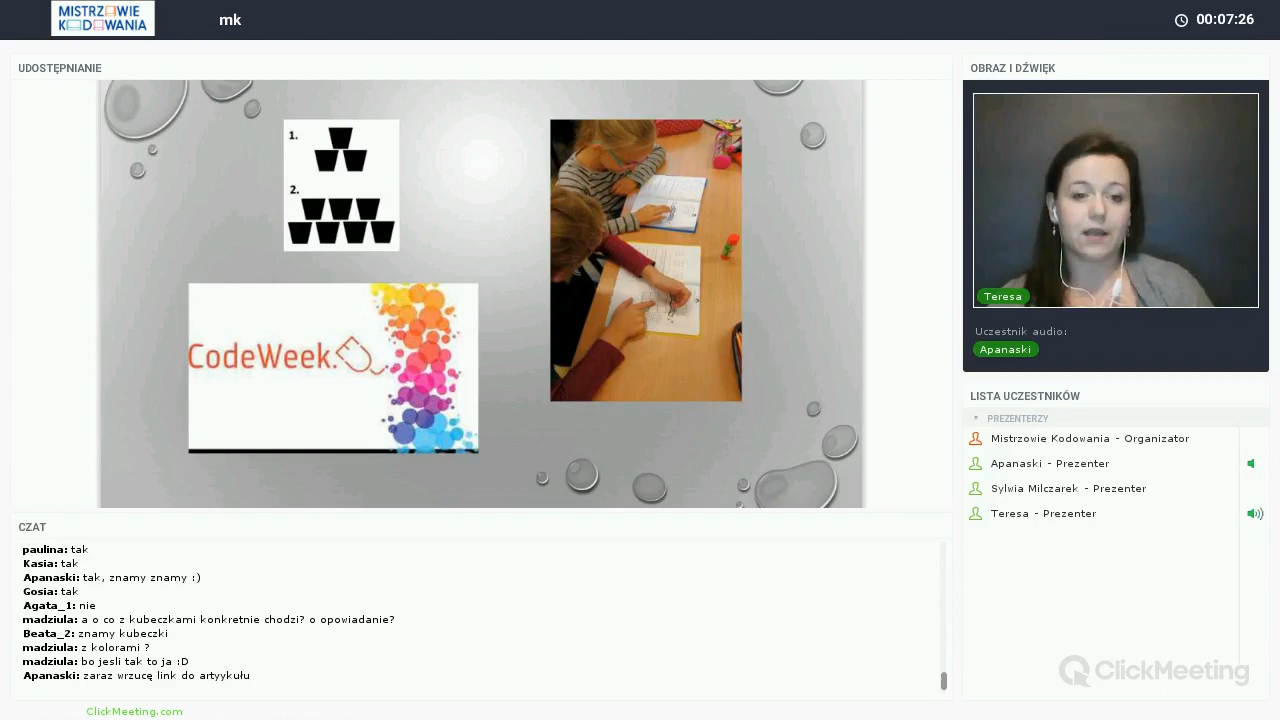 MISTRZOWIE
KODOWANIA
mk
00:07:26
UDOSTĘPNIANIE
1.
2.
CodeWeek.
OBRAZ I DŹWIĘK
Teresa
Uczestnik audio:
Apanaski
LISTA UCZESTNIKÓW
PREZENTERZY
Mistrzowie Kodowania - Organizator
Apanaski - Prezenter
Sylwia Milczarek - Prezenter
Teresa - Prezenter
ClickMeeting
CZAT
paulina: tak
Kasia: tak
Apanaski: tak, znamy znamy :)
Gosia: tak
Agata_1: nie
madziula: a o co z kubeczkami konkretnie chodzi? o opowiadanie?
Beata_2: znamy kubeczki
madziula: z kolorami ?
madziula: bo jesli tak to ja :D
Apanaski: zaraz wrzucę link do artyykułu
ClickMeeting.com